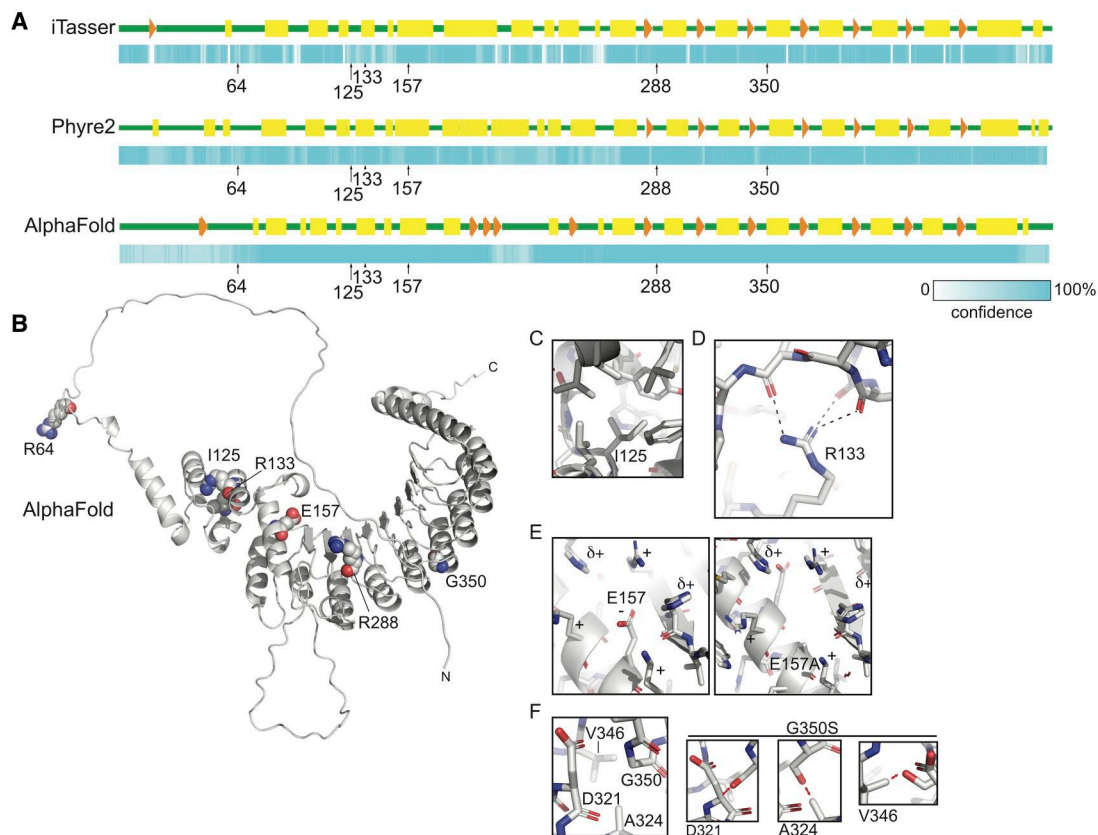 A
iTasser
64
125
133
157
288
350
Phyre2
64
125
133
157
288
350
AlphaFold
64
125
133
157
288
350
0 100%
confidence
B
C
R64
I125
R133
AlphaFold
E157
G350
R288
N
C
I125
D
R133
E
δ+ +
E157
-
δ+
+
+
δ+ +
δ+
+
E157A +
F
V346
G350
D321
A324
G350S
D321
A324
V346